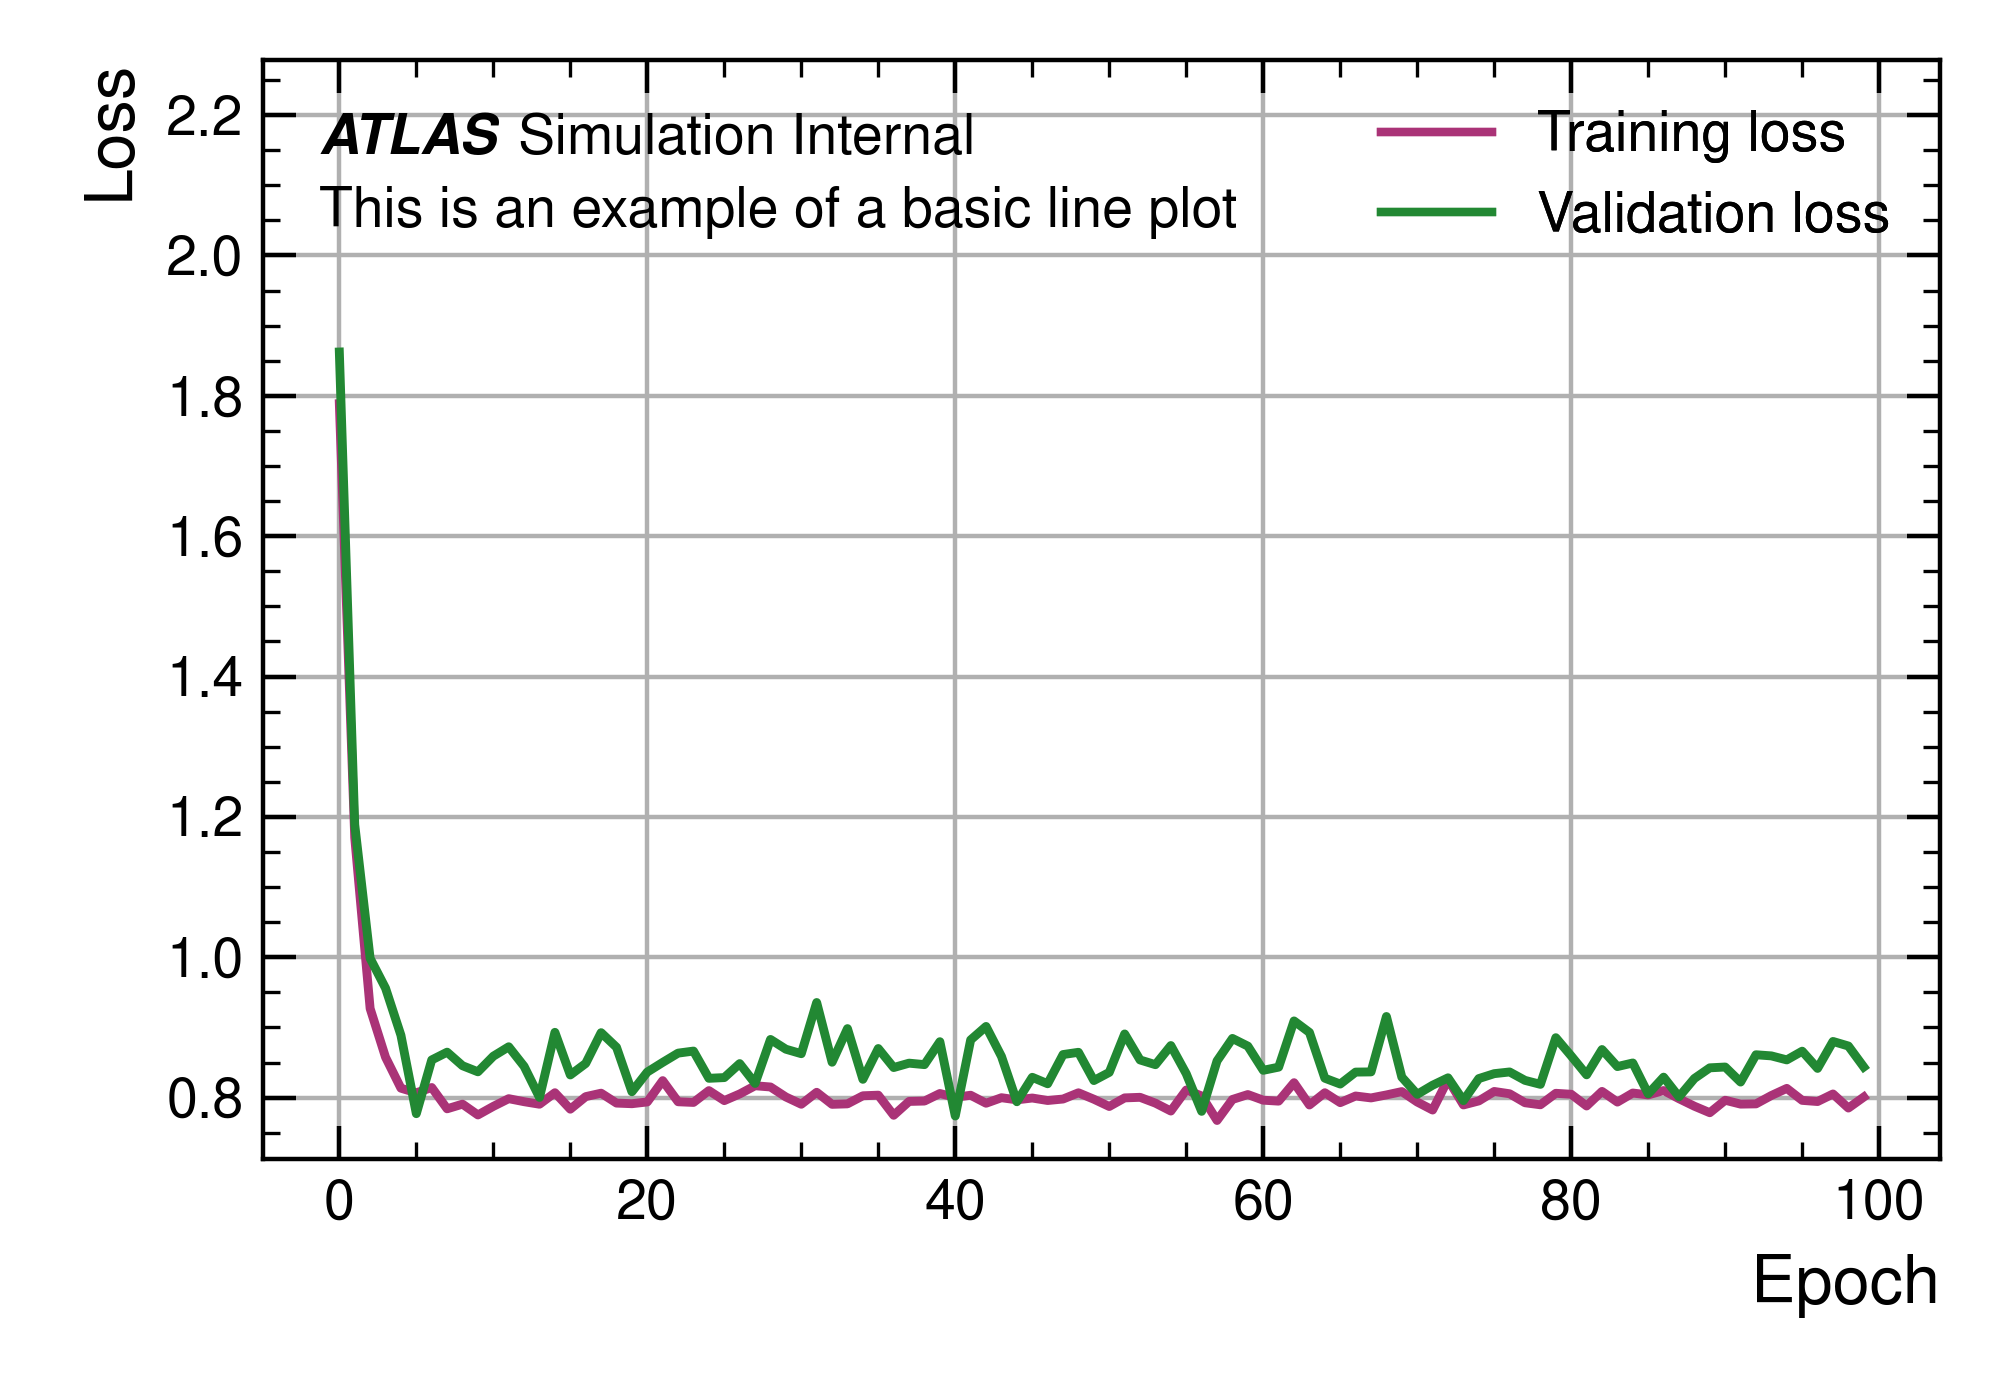 Loss
2.2
2.0
1.8
1.6
1.4
1.2
1.0
0.8
ATLAS Simulation Internal
This is an example of a basic line plot
Training loss
Validation loss
0 20 40 60 80 100
Epoch